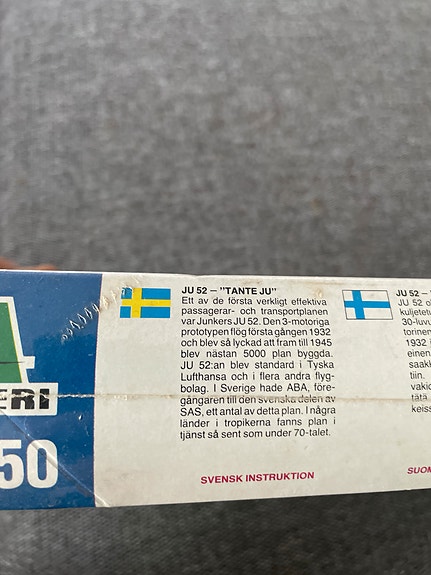 ERI
50
JU 52 – "TANTE JU"
Ett av de första verkligt effektiva
passagerar- och transportplanen
var Junkers JU 52. Den 3-motoriga
prototypen flög första gången 1932
och blev så lyckad att fram till 1945
blev nästan 5000 plan byggda.
JU 52:an blev standard i Tyska
Lufthansa och i flera andra flyg-
bolag. I Sverige hade ABA, före-
gångaren till den svenska delen av
SAS, ett antal av detta plan. I några
länder i tropikerna fanns plan i
tjänst så sent som under 70-talet.
SVENSK INSTRUKTION
JU 52 – "
JU 52 o
kuljetetu
30-luvu
torinen
1932 i
einen
saakk
tiin.
vakio
tätä
keiss
SUOM